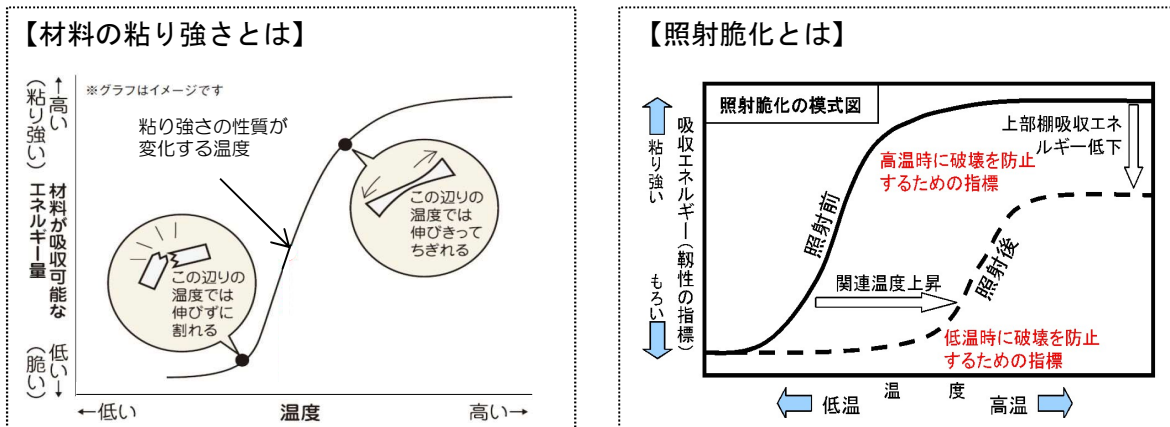 【材料の粘り強さとは】
※グラフはイメージです
↑高い
(粘り強い)
材料が吸収可能な
エネルギー量
低い↓
(脆い)
粘り強さの性質が
変化する温度
この辺りの
温度では
伸びきって
ちぎれる
この辺りの
温度では
伸びずに
割れる
←低い
温度
高い→
【照射脆化とは】
照射脆化の模式図
粘り強い
もろい
吸収エネルギー(靱性の指標)
上部棚吸収エネ
ルギー低下
高温時に破壊を防止
するための指標
照射前
照射後
関連温度上昇
低温時に破壊を防止
するための指標
低温
温度
高温